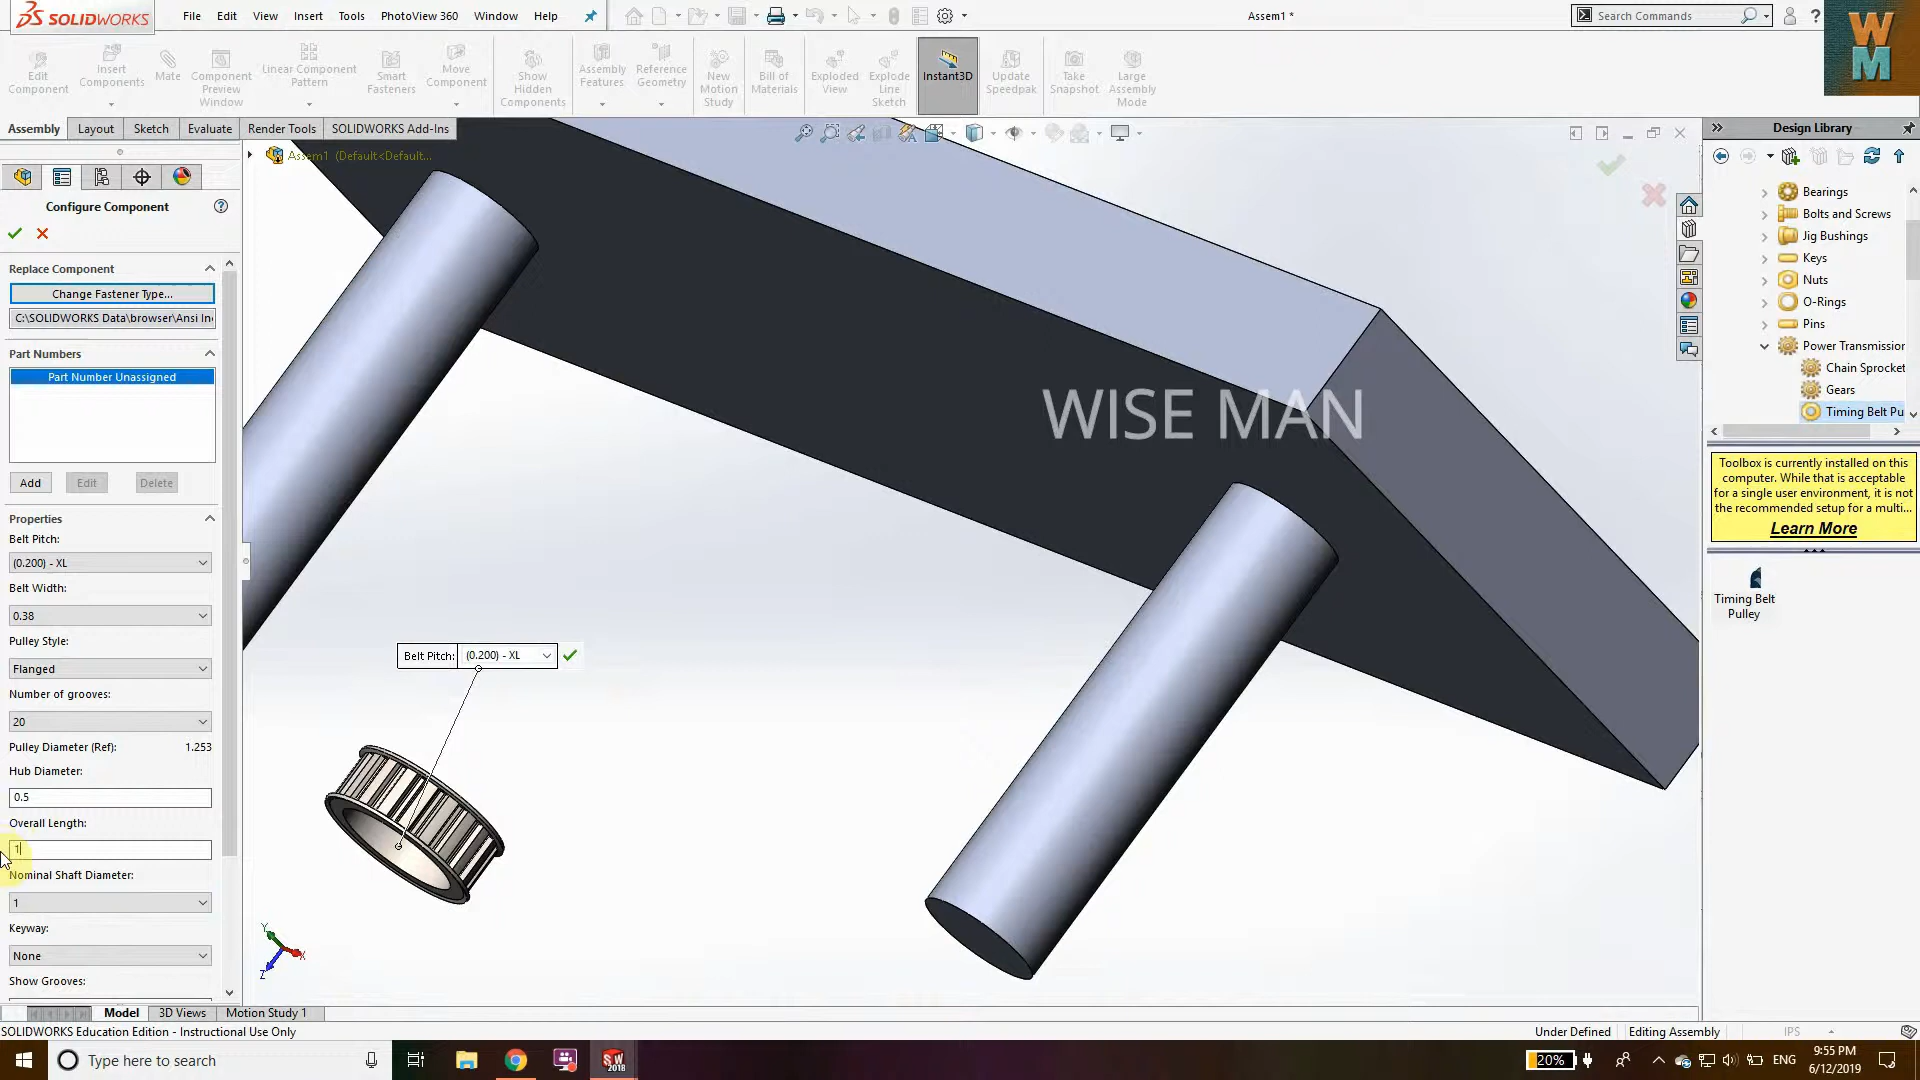 SOLIDWORKS
File Edit View Insert Tools PhotoView 360 Window Help
Assem1 *
Search Commands
?
WM
Edit Component
Insert Components
Mate
Component Preview Window
Linear Component Pattern
Smart Fasteners
Move Component
Show Hidden Components
Assembly Features
Reference Geometry
New Motion Study
Bill of Materials
Exploded View
Explode Line Sketch
Instant3D
Update Speedpak
Take Snapshot
Large Assembly Mode
Assembly Layout Sketch Evaluate Render Tools SOLIDWORKS Add-Ins
Assem1 (Default<Default...
Configure Component
?
Replace Component
Change Fastener Type...
C:\SOLIDWORKS Data\browser\Ansi In
Part Numbers
Part Number Unassigned
Add Edit Delete
Properties
Belt Pitch:
(0.200) - XL
Belt Width:
0.38
Pulley Style:
Flanged
Number of grooves:
20
Pulley Diameter (Ref): 1.253
Hub Diameter:
0.5
Overall Length:
1
Nominal Shaft Diameter:
1
Keyway:
None
Show Grooves:
Belt Pitch: (0.200) - XL
WISE MAN
Y
X
Z
Design Library
Bearings
Bolts and Screws
Jig Bushings
Keys
Nuts
O-Rings
Pins
Power Transmission
Chain Sprocket
Gears
Timing Belt Pu
Toolbox is currently installed on this
computer. While that is acceptable
for a single user environment, it is not
the recommended setup for a multi...
Learn More
Timing Belt
Pulley
Model 3D Views Motion Study 1
SOLIDWORKS Education Edition - Instructional Use Only
Under Defined Editing Assembly IPS
Type here to search
SW 2018
20%
ENG
9:55 PM
6/12/2019